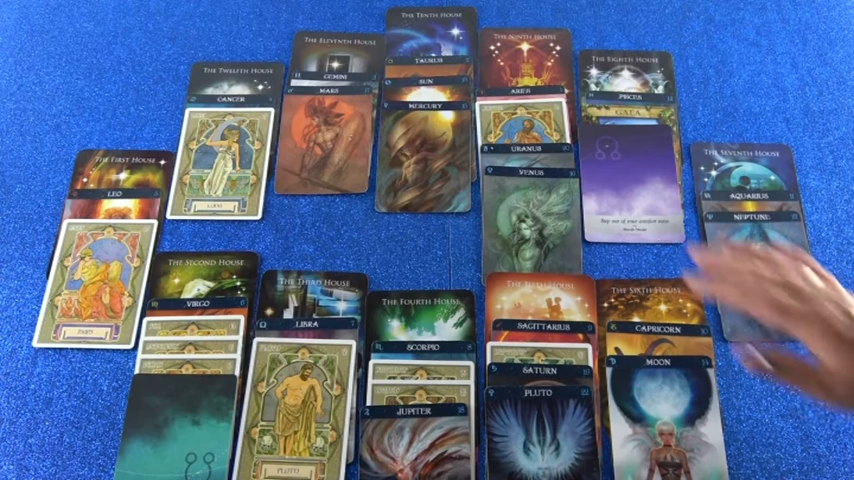 THE TENTH HOUSE
TAURUS
SUN
MERCURY
THE ELEVENTH HOUSE
GEMINI
MARS
THE NINTH HOUSE
ARIES
URANUS
VENUS
THE EIGHTH HOUSE
PISCES
GAEA
THE TWELFTH HOUSE
CANCER
THE SEVENTH HOUSE
AQUARIUS
NEPTUNE
THE FIRST HOUSE
LEO
THE SECOND HOUSE
VIRGO
THE THIRD HOUSE
LIBRA
PLUTO
THE FOURTH HOUSE
SCORPIO
JUPITER
THE FIFTH HOUSE
SAGITTARIUS
SATURN
PLUTO
THE SIXTH HOUSE
CAPRICORN
MOON